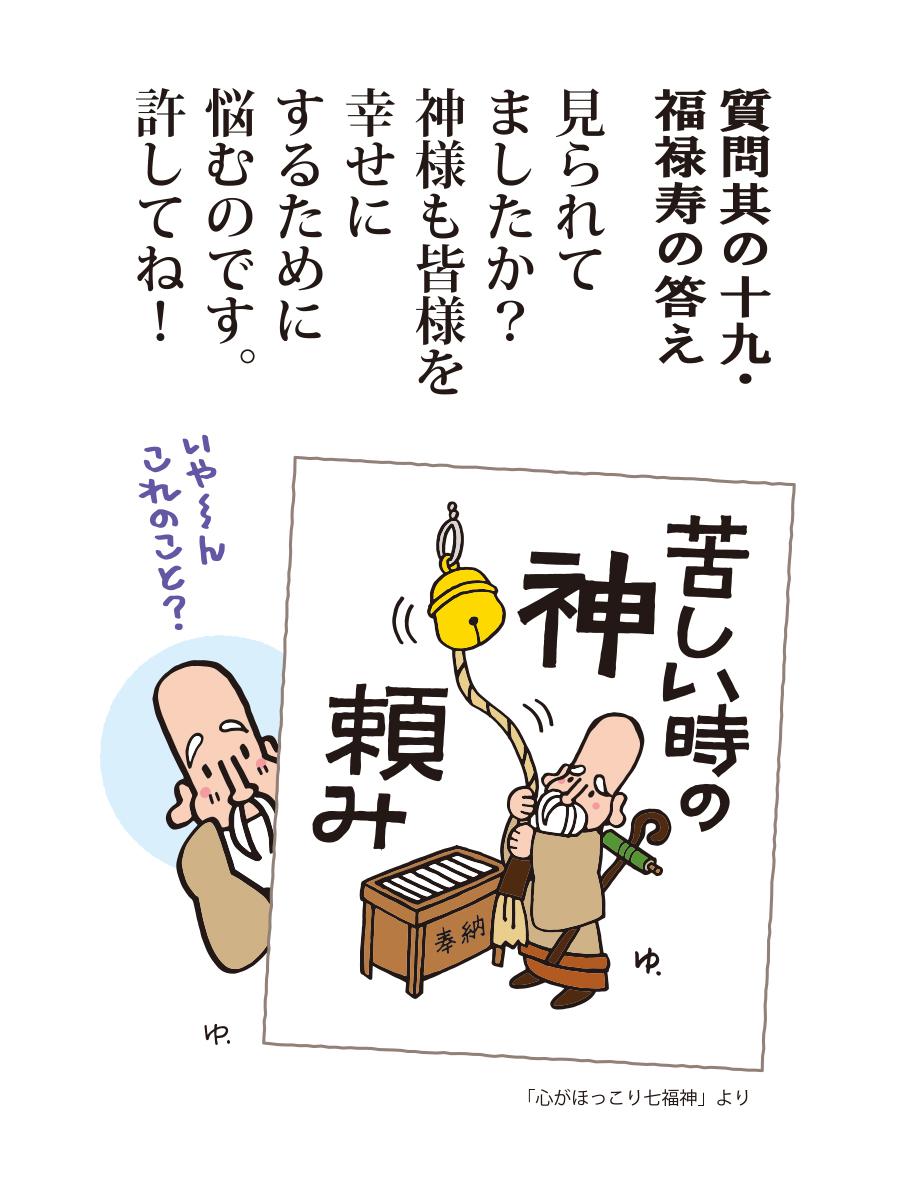 質問其の十九・
福禄寿の答え
見られて
ましたか？
神様も皆様を
幸せに
するために
悩むのです。
許してね！
いや〜ん
これのこと？
苦しい時の
神
頼み
奉納
ゆ.
ゆ.
「心がほっこり七福神」より